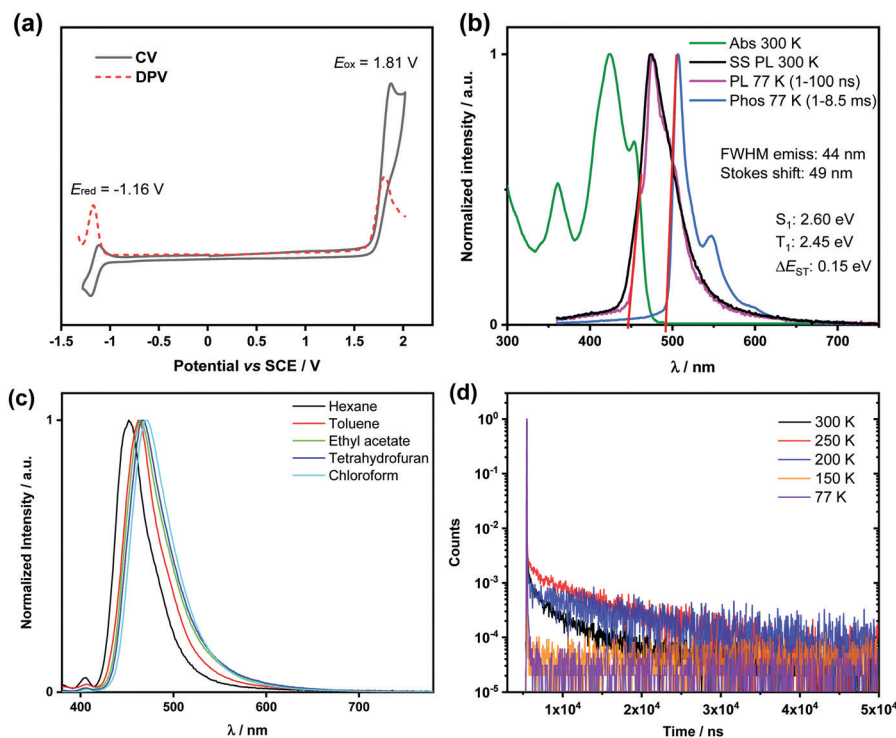 (a)
CV
DPV
Eox = 1.81 V
Ered = -1.16 V
-1.5 -1 -0.5 0 0.5 1 1.5 2
Potential vs SCE / V
(b)
Abs 300 K
SS PL 300 K
PL 77 K (1-100 ns)
Phos 77 K (1-8.5 ms)
FWHM emiss: 44 nm
Stokes shift: 49 nm
S1: 2.60 eV
T1: 2.45 eV
ΔEST: 0.15 eV
Normalized intensity / a.u.
1
0
300 400 500 600 700
λ / nm
(c)
Hexane
Toluene
Ethyl acetate
Tetrahydrofuran
Chloroform
Normalized Intensity / a.u.
1
0
400 500 600 700
λ / nm
(d)
300 K
250 K
200 K
150 K
77 K
Counts
10^0
10^-1
10^-2
10^-3
10^-4
10^-5
1x10^4 2x10^4 3x10^4 4x10^4 5x10^4
Time / ns